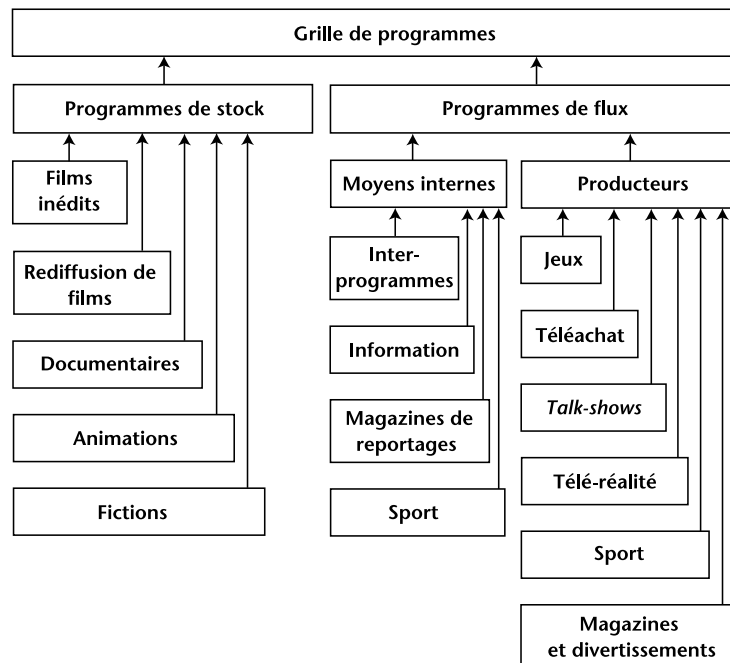 Grille de programmes
Programmes de stock
Programmes de flux
Films
inédits
Rediffusion de
films
Documentaires
Animations
Fictions
Moyens internes
Inter-
programmes
Information
Magazines de
reportages
Sport
Producteurs
Jeux
Téléachat
Talk-shows
Télé-réalité
Sport
Magazines
et divertissements